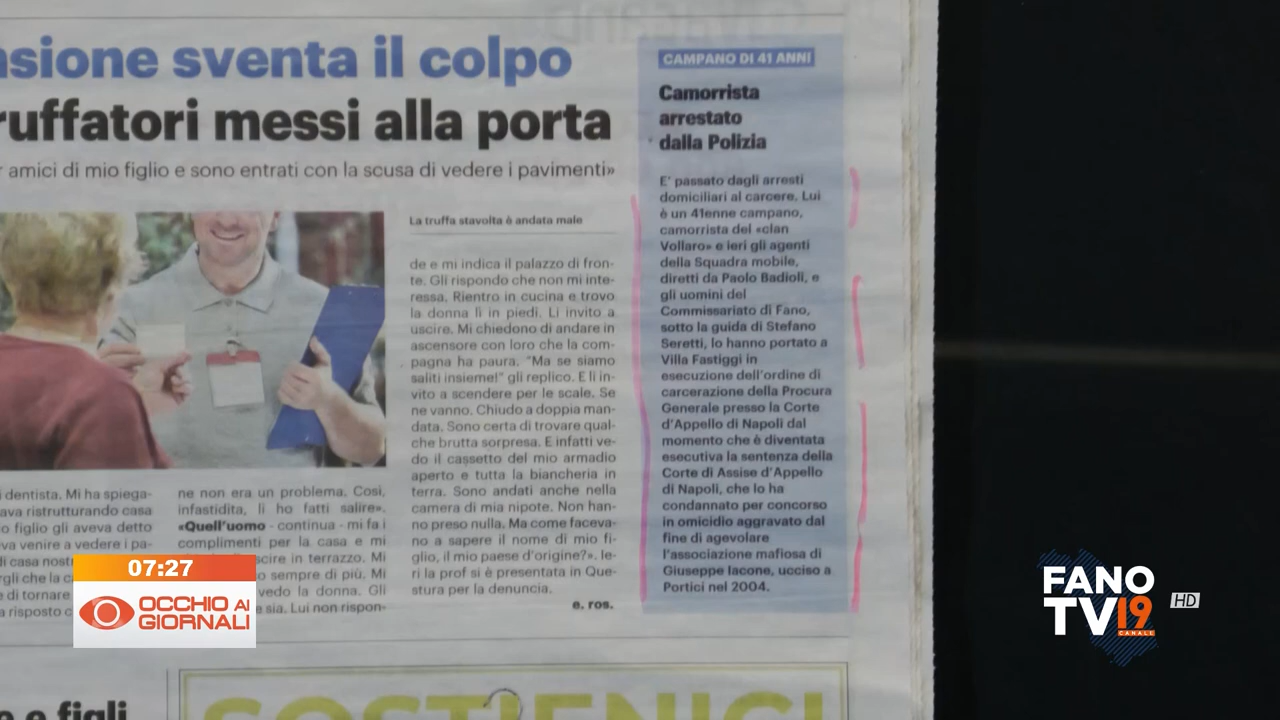 nsione sventa il colpo
ruffatori messi alla porta
amici di mio figlio e sono entrati con la scusa di vedere i pavimenti»
La truffa stavolta è andata male
de e mi indica il palazzo di fron-
te. Gli rispondo che non mi inte-
ressa. Rientro in cucina e trovo
la donna lì in piedi. Li invito a
uscire. Mi chiedono di andare in
ascensore con loro che la com-
pagna ha paura. "Ma se siamo
saliti insieme!" gli replico. E li in-
vito a scendere per le scale. Se
ne vanno. Chiudo a doppia man-
data. Sono certa di trovare qual-
che brutta sorpresa. E infatti ve-
do il cassetto del mio armadio
aperto e tutta la biancheria in
terra. Sono andati anche nella
camera di mia nipote. Non han-
no preso nulla. Ma come faceva-
no a sapere il nome di mio fi-
glio, il mio paese d'origine?». Ie-
ri la prof si è presentata in Que-
stura per la denuncia.
e. ros.
i dentista. Mi ha spiega-
ava ristrutturando casa
o figlio gli aveva detto
va venire a vedere i pa-
di casa nost
rgli che la c
e di tornare
a risposto c
ne non era un problema. Così,
infastidita, li ho fatti salire».
«Quell'uomo - continua - mi fa i
complimenti per la casa e mi
scire in terrazzo. Mi
o sempre di più. Mi
vedo la donna. Gli
e sia. Lui non rispon-
CAMPANO DI 41 ANNI
Camorrista
arrestato
dalla Polizia
E' passato dagli arresti
domiciliari al carcere. Lui
è un 41enne campano,
camorrista del «clan
Vollaro» e ieri gli agenti
della Squadra mobile,
diretti da Paolo Badioli, e
gli uomini del
Commissariato di Fano,
sotto la guida di Stefano
Seretti, lo hanno portato a
Villa Fastiggi in
esecuzione dell'ordine di
carcerazione della Procura
Generale presso la Corte
d'Appello di Napoli dal
momento che è diventata
esecutiva la sentenza della
Corte di Assise d'Appello
di Napoli, che lo ha
condannato per concorso
in omicidio aggravato dal
fine di agevolare
l'associazione mafiosa di
Giuseppe Iacone, ucciso a
Portici nel 2004.
07:27
OCCHIO AI
GIORNALI
FANO
TV19
CANALE
HD
e figli
SOSTIENICI